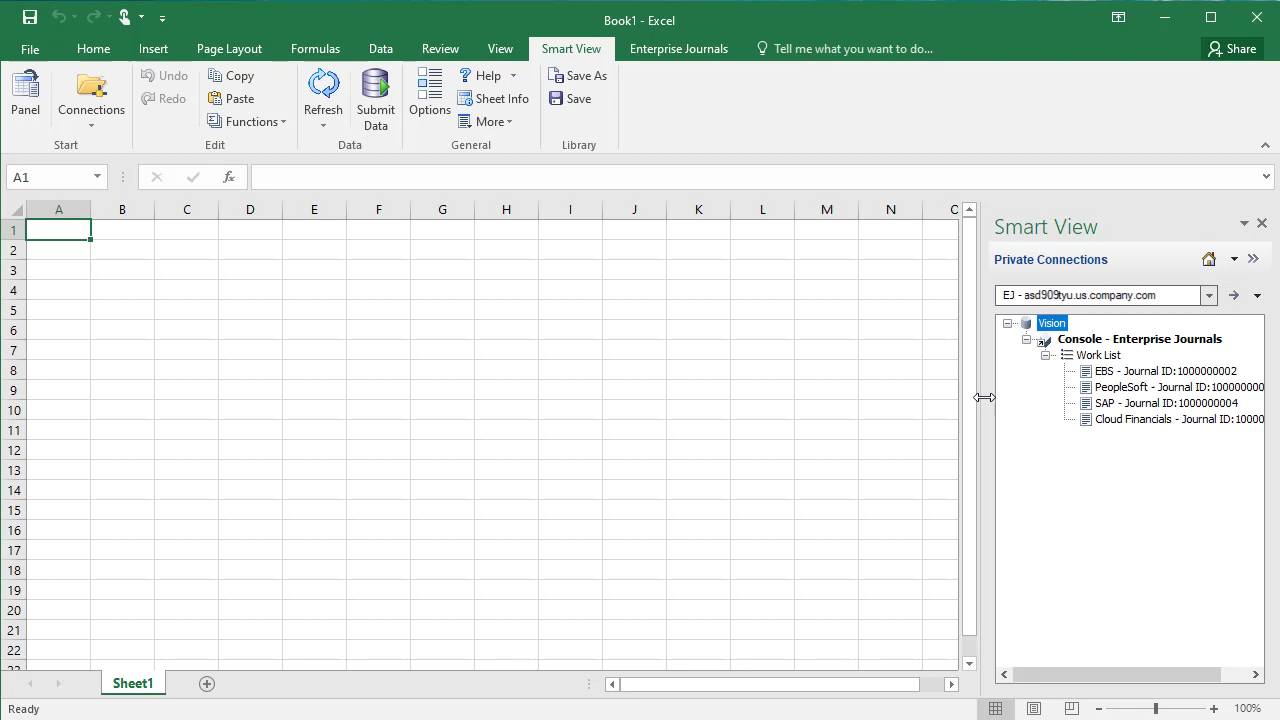 Book1 - Excel
File Home Insert Page Layout Formulas Data Review View Smart View Enterprise Journals Tell me what you want to do... Share
Panel
Connections
Start
Undo
Redo
Copy
Paste
Functions
Edit
Refresh
Submit
Data
Data
Options
Help
Sheet Info
More
General
Save As
Save
Library
A1
fx
A B C D E F G H I J K L M N O
1
2
3
4
5
6
7
8
9
10
11
12
13
14
15
16
17
18
19
20
21
22
23
Smart View
Private Connections
EJ - asd909tyu.us.company.com
Vision
Console - Enterprise Journals
Work List
EBS - Journal ID:1000000002
PeopleSoft - Journal ID:100000000
SAP - Journal ID:1000000004
Cloud Financials - Journal ID:10000
Sheet1
Ready
100%